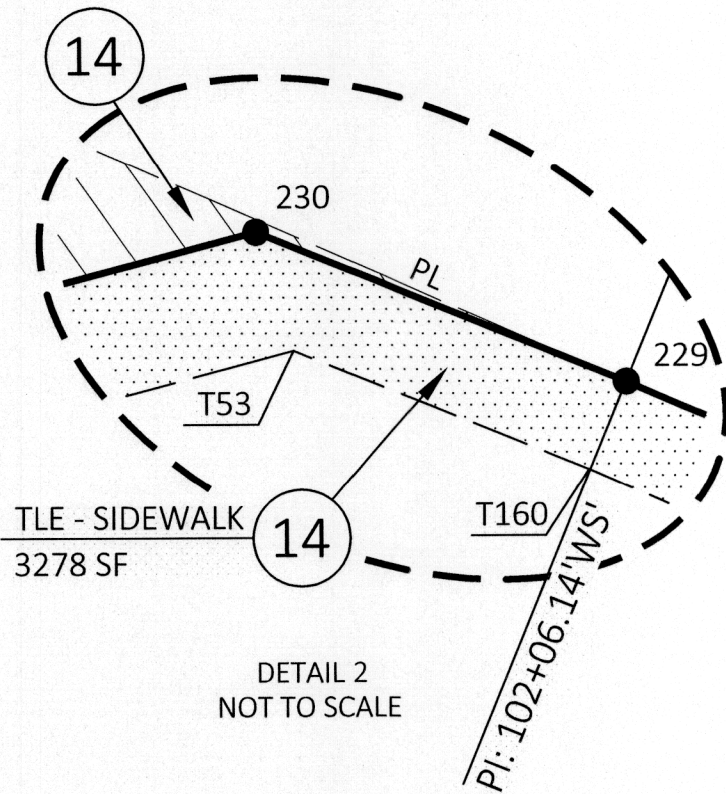 14
230
PL
229
T53
T160
TLE - SIDEWALK
3278 SF
14
PI: 102+06.14'WS'
DETAIL 2
NOT TO SCALE